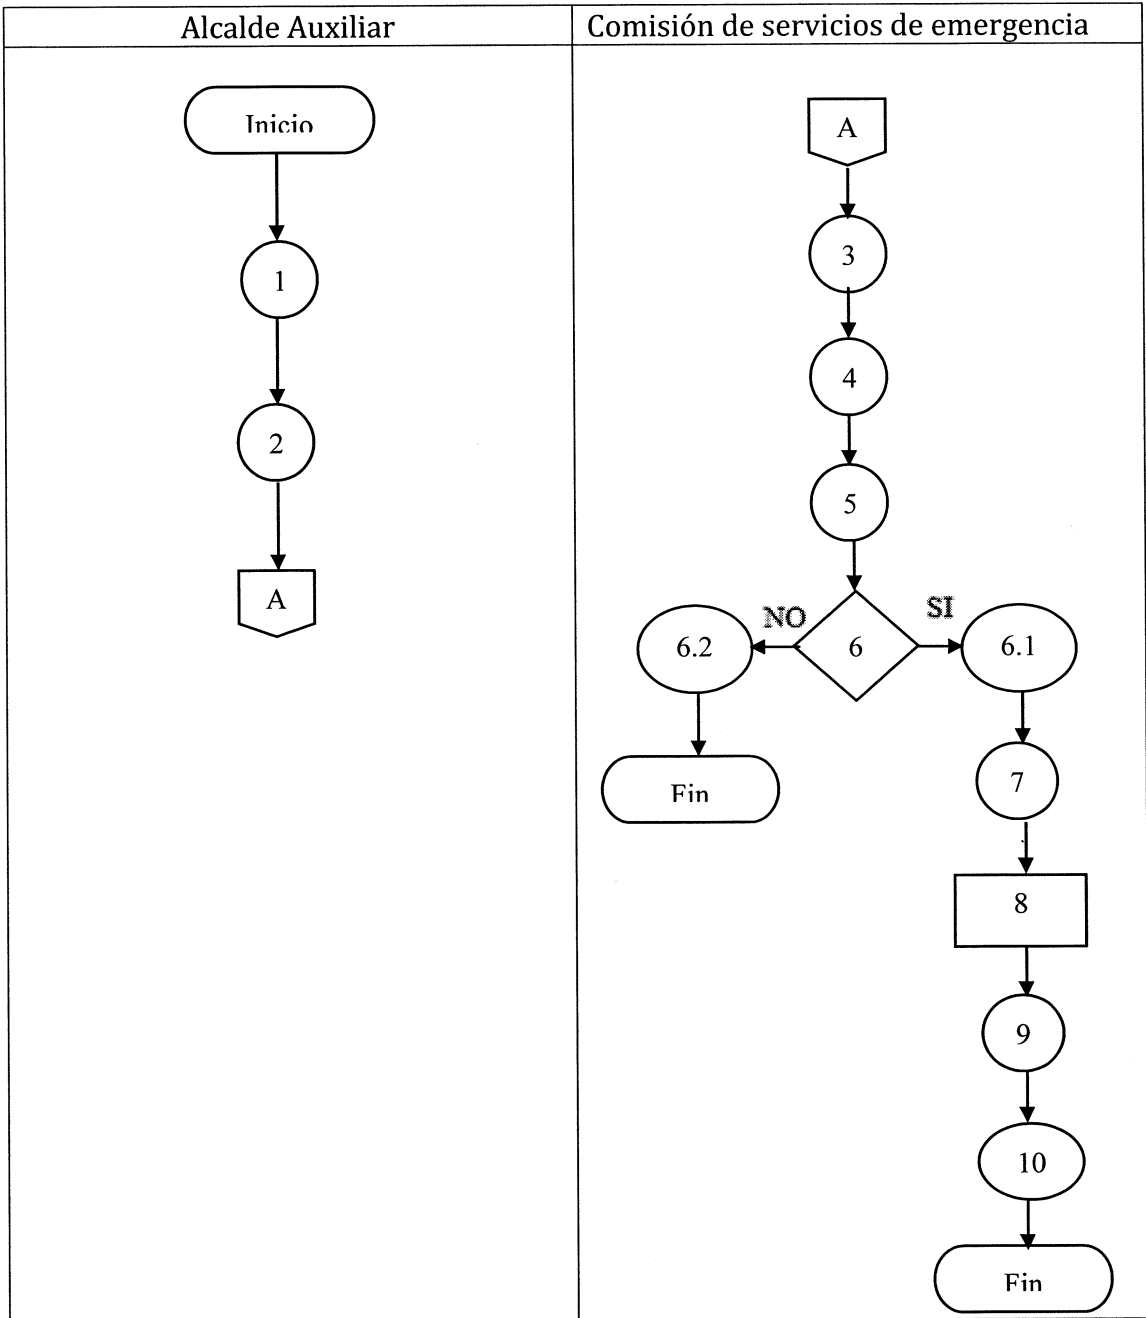 Alcalde Auxiliar
Inicio
1
2
A
Comisión de servicios de emergencia
A
3
4
5
6
NO
SI
6.2
6.1
Fin
7
8
9
10
Fin